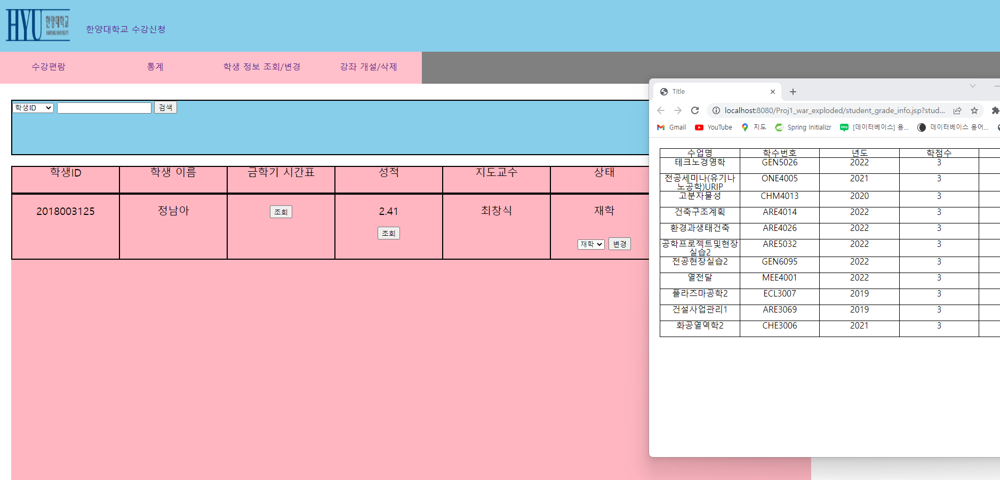 HYU 한양대학교
HANYANG UNIVERSITY
한양대학교 수강신청
수강편람 통계 학생 정보 조회/변경 강좌 개설/삭제
학생ID 검색
학생ID 학생 이름 금학기 시간표 성적 지도교수 상태
2018003125 정남아 조회 2.41 최창식 재학
조회
재학 변경
Title
localhost:8080/Proj1_war_exploded/student_grade_info.jsp?stud...
Gmail YouTube 지도 Spring Initializr blog [데이터베이스] 용... 데이터베이스 용어...
수업명 학수번호 년도 학점수
테크노경영학 GEN5026 2022 3
전공세미나(유기나 ONE4005 2021 3
노공학)URIP
고분자물성 CHM4013 2020 3
건축구조계획 ARE4014 2022 3
환경과생태건축 ARE4026 2022 3
공학프로젝트및현장 ARE5032 2022 3
실습2
전공현장실습2 GEN6095 2022 3
열전달 MEE4001 2022 3
플라즈마공학2 ECL3007 2019 3
건설사업관리1 ARE3069 2019 3
화공열역학2 CHE3006 2021 3